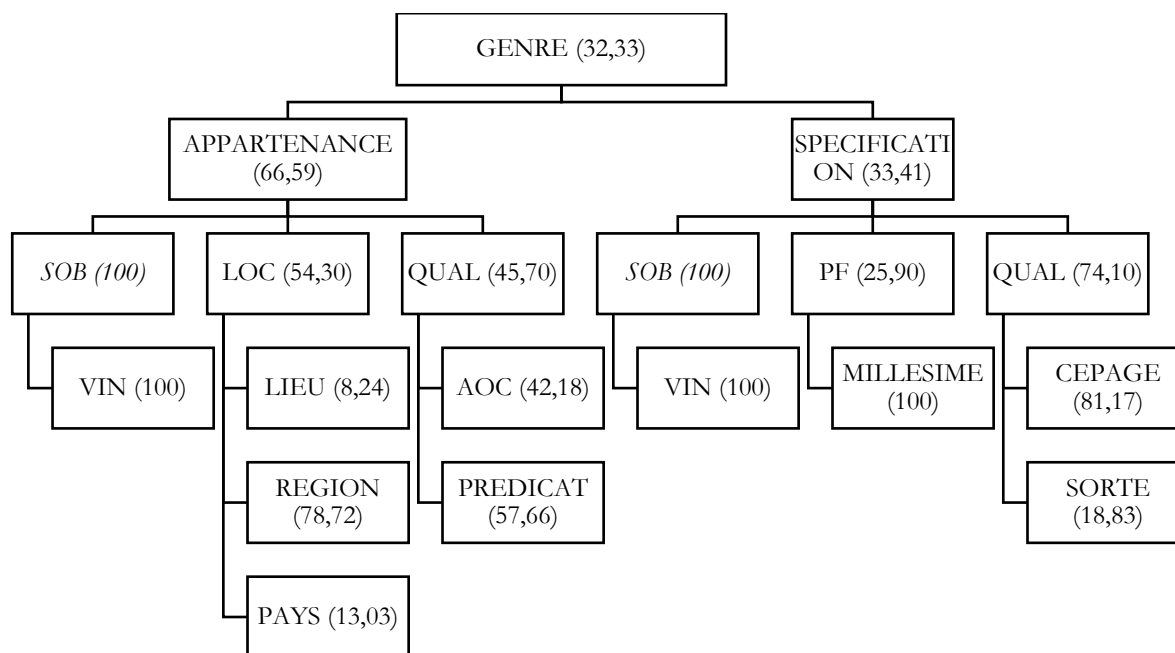 GENRE (32,33)
APPARTENANCE
(66,59)
SPECIFICATI
ON (33,41)
SOB (100)
LOC (54,30)
QUAL (45,70)
SOB (100)
PF (25,90)
QUAL (74,10)
VIN (100)
LIEU (8,24)
AOC (42,18)
VIN (100)
MILLESIME
(100)
CEPAGE
(81,17)
REGION
(78,72)
PREDICAT
(57,66)
SORTE
(18,83)
PAYS (13,03)